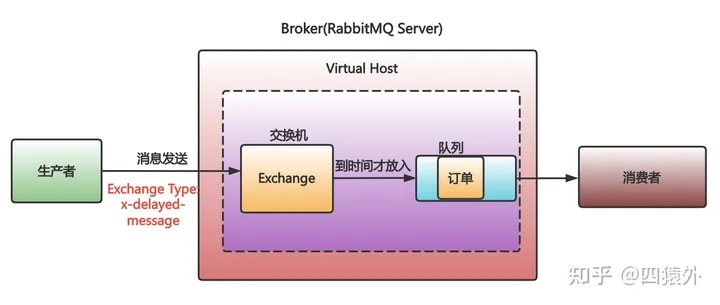 Broker(RabbitMQ Server)
Virtual Host
生产者
消息发送
Exchange Type:
x-delayed-
message
交换机
Exchange
到时间才放入
队列
订单
消费者
知乎 @四猿外